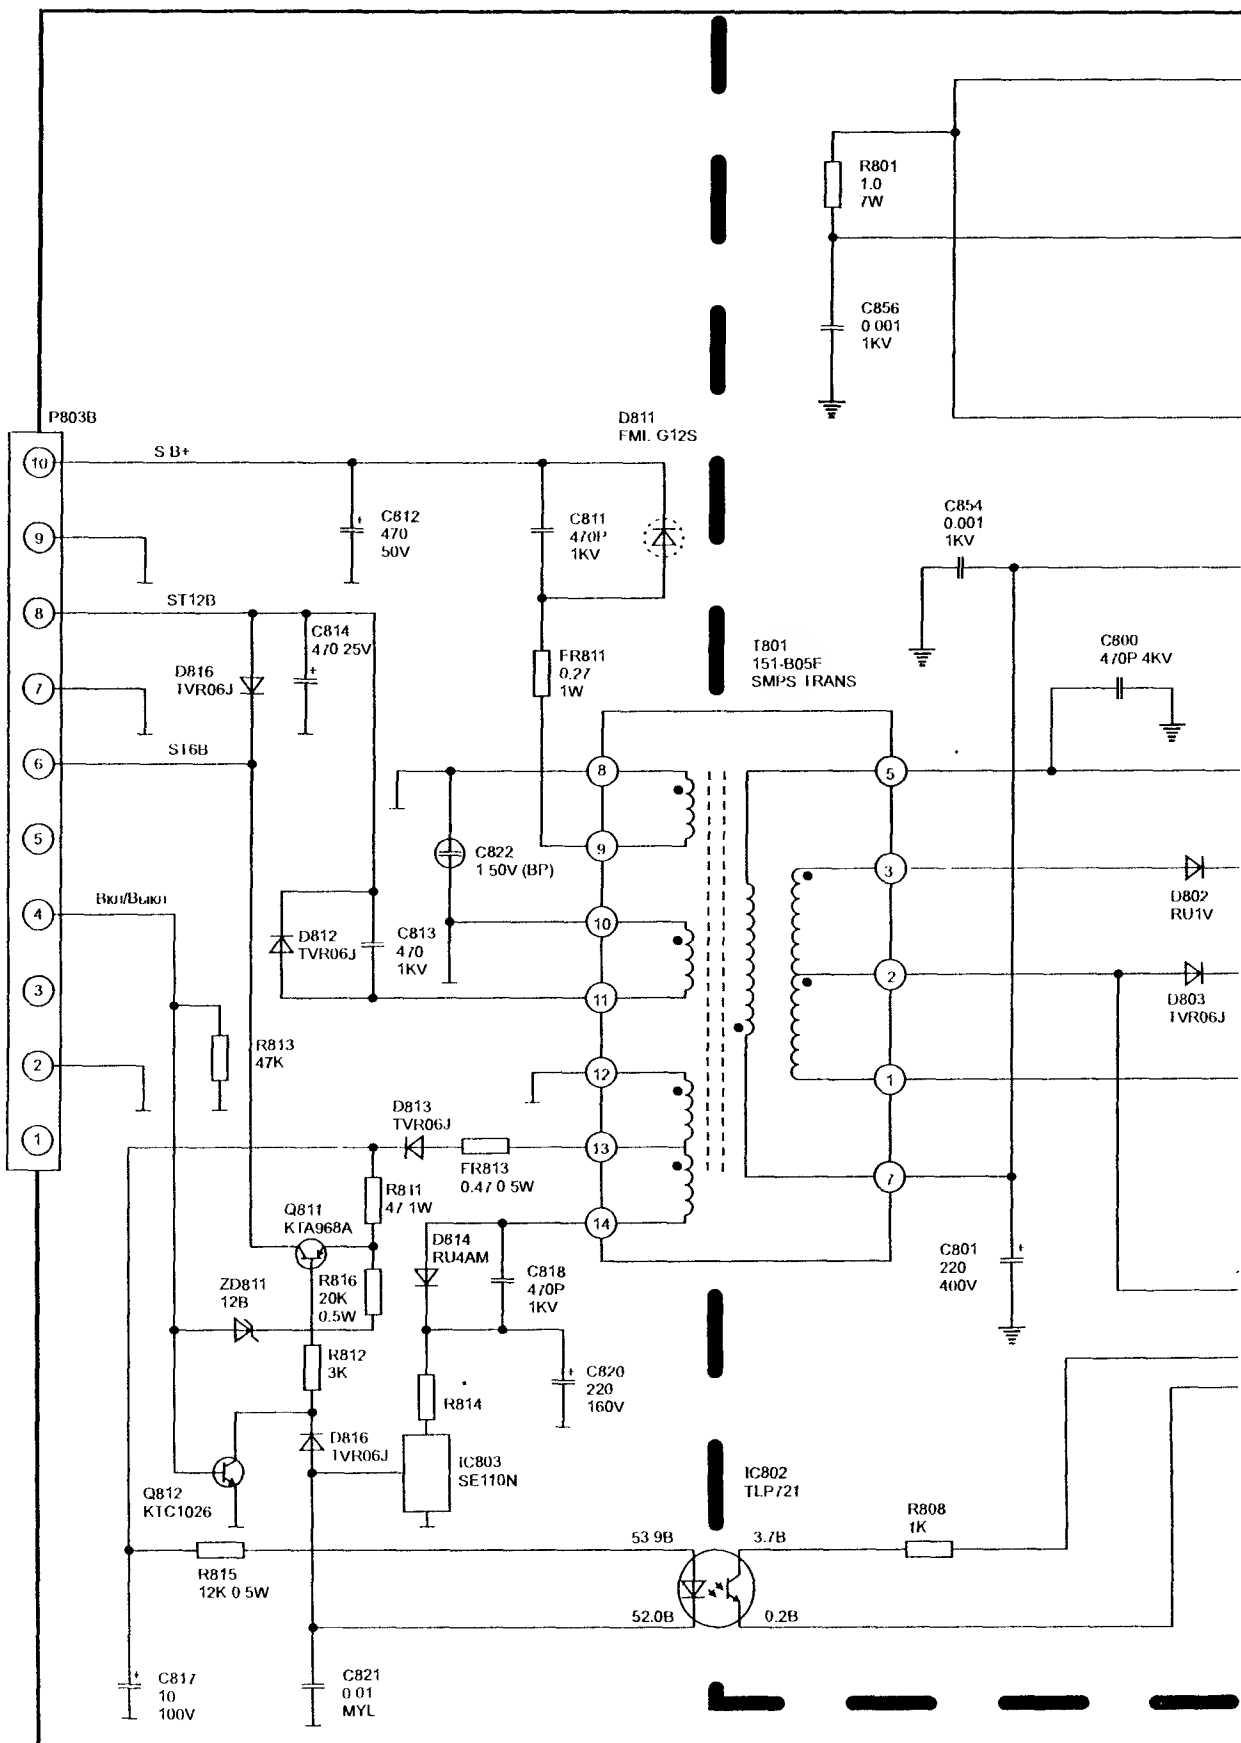 R801
1.0
7W
C856
0 001
1KV
P803B
D811
FML G12S
10
S B+
C812
470
50V
C811
470P
1KV
C854
0.001
1KV
9
8
ST12B
C814
470 25V
FR811
0.27
1W
T801
151-B05F
SMPS TRANS
C800
470P 4KV
D816
TVR06J
7
6
ST6B
8
5
5
C822
1 50V (BP)
9
3
D802
RU1V
4
Вкл/Выкл
D812
TVR06J
C813
470
1KV
10
2
D803
TVR06J
3
11
R813
47K
2
12
1
D813
TVR06J
1
FR813
0.47 0 5W
13
7
R811
47 1W
Q811
KTA968A
14
D814
RU4AM
C818
470P
1KV
C801
220
400V
ZD811
12B
R816
20K
0.5W
R812
3K
R814
C820
220
160V
D816
TVR06J
IC803
SE110N
IC802
TLP721
Q812
KTC1026
R808
1K
53 9B
3.7B
R815
12K 0 5W
52.0B
0.2B
C817
10
100V
C821
0 01
MYL